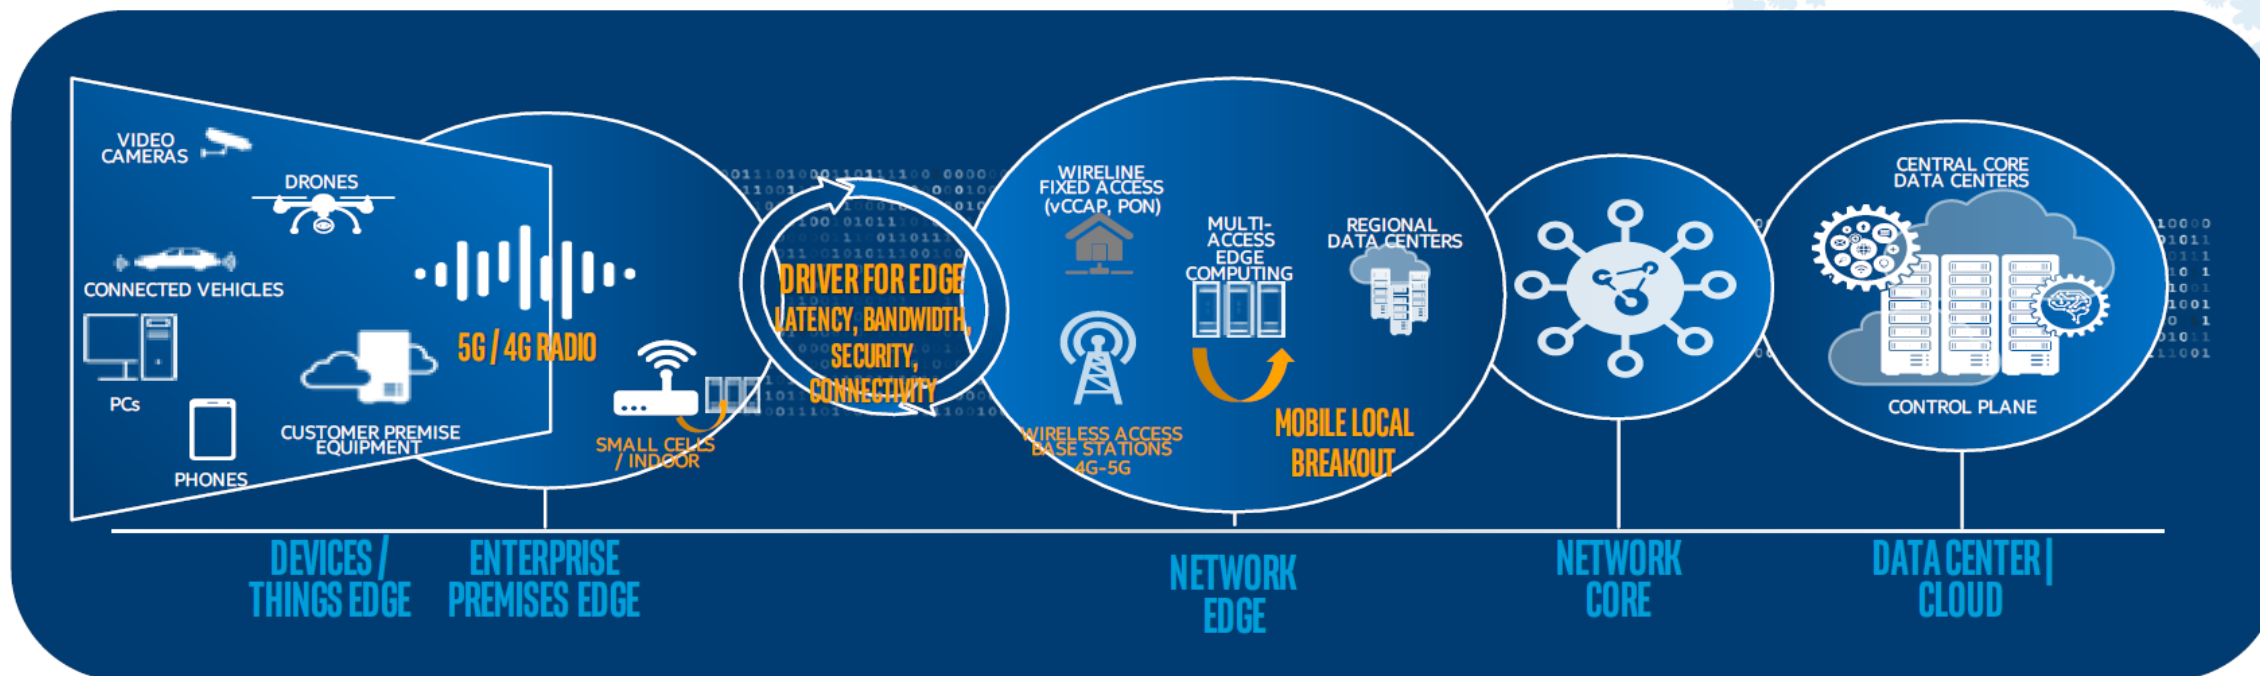 VIDEO
CAMERAS
DRONES
CONNECTED VEHICLES
PCs
PHONES
CUSTOMER PREMISE
EQUIPMENT
5G / 4G RADIO
SMALL CELLS
/ INDOOR
DRIVER FOR EDGE
LATENCY, BANDWIDTH,
SECURITY,
CONNECTIVITY
WIRELINE
FIXED ACCESS
(vCCAP, PON)
WIRELESS ACCESS
BASE STATIONS
4G-5G
MULTI-
ACCESS
EDGE
COMPUTING
REGIONAL
DATA CENTERS
MOBILE LOCAL
BREAKOUT
CENTRAL CORE
DATA CENTERS
CONTROL PLANE
DEVICES /
THINGS EDGE
ENTERPRISE
PREMISES EDGE
NETWORK
EDGE
NETWORK
CORE
DATA CENTER |
CLOUD